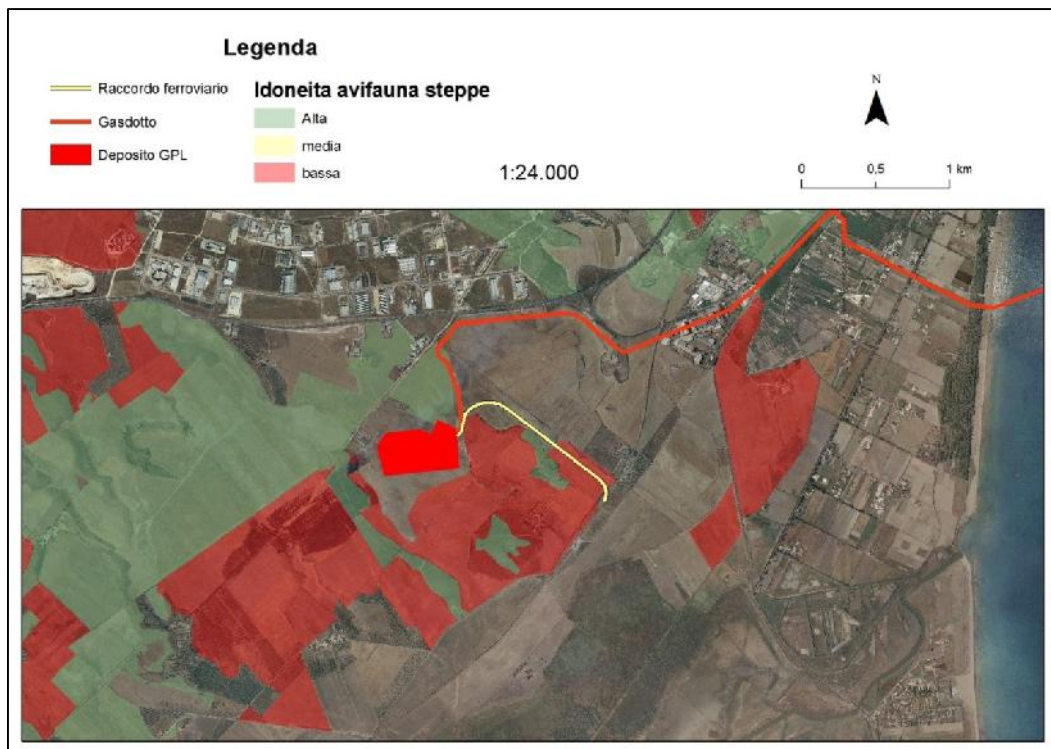 Legenda
Raccordo ferroviario
Gasdotto
Deposito GPL
Idoneita avifauna steppe
Alta
media
bassa
1:24.000
N
0 0,5 1 km